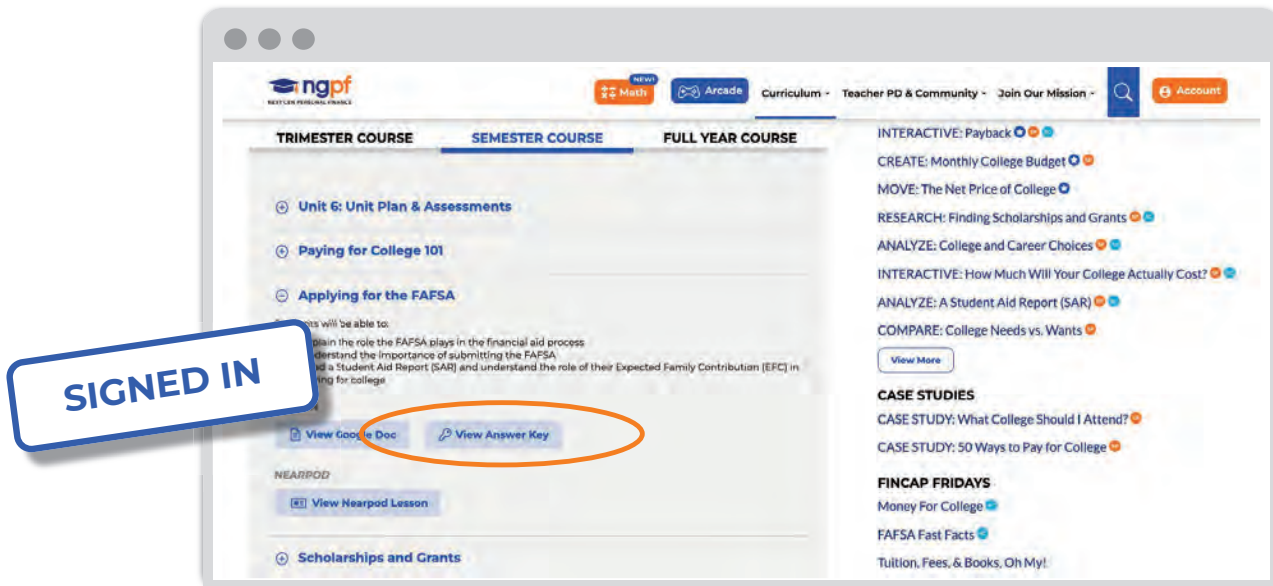 ngpf
NEXT GEN PERSONAL FINANCE
NEW!
Math
Arcade
Curriculum
Teacher PD & Community
Join Our Mission
Account
TRIMESTER COURSE
SEMESTER COURSE
FULL YEAR COURSE
Unit 6: Unit Plan & Assessments
Paying for College 101
Applying for the FAFSA
will be able to:
the role the FAFSA plays in the financial aid process
the importance of submitting the FAFSA
a Student Aid Report (SAR) and understand the role of their Expected Family Contribution (EFC) in
for college
View Google Doc
View Answer Key
NEARPOD
View Nearpod Lesson
Scholarships and Grants
SIGNED IN
INTERACTIVE: Payback
CREATE: Monthly College Budget
MOVE: The Net Price of College
RESEARCH: Finding Scholarships and Grants
ANALYZE: College and Career Choices
INTERACTIVE: How Much Will Your College Actually Cost?
ANALYZE: A Student Aid Report (SAR)
COMPARE: College Needs vs. Wants
View More
CASE STUDIES
CASE STUDY: What College Should I Attend?
CASE STUDY: 50 Ways to Pay for College
FINCAP FRIDAYS
Money For College
FAFSA Fast Facts
Tuition, Fees, & Books, Oh My!